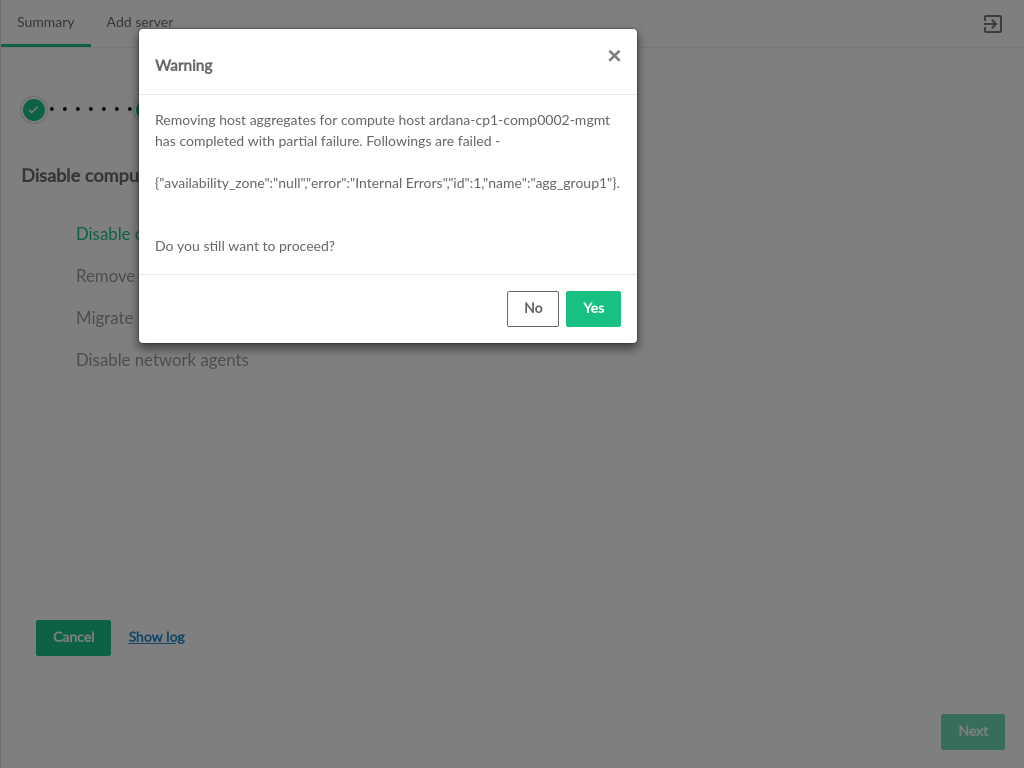 Summary
Add server
Warning
×
Removing host aggregates for compute host ardana-cp1-comp0002-mgmt
has completed with partial failure. Followings are failed -
{"availability_zone":"null","error":"Internal Errors","id":1,"name":"agg_group1"}.
Do you still want to proceed?
No
Yes
Disable compu
Disable
Remove
Migrate
Disable network agents
Cancel
Show log
Next